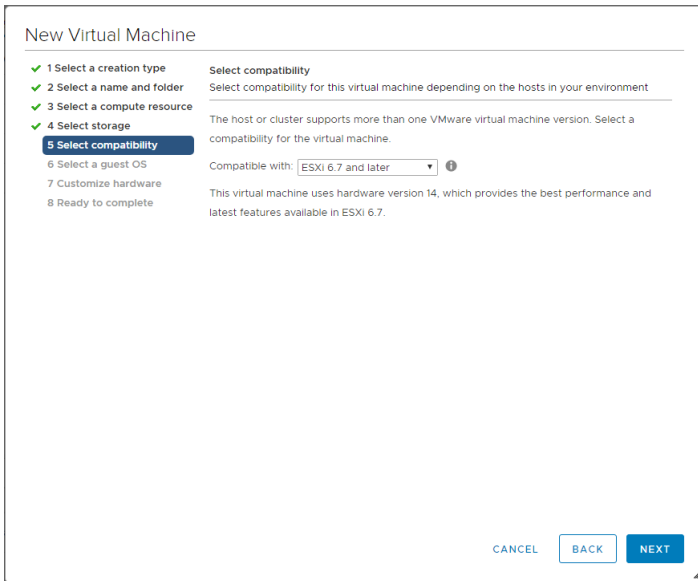 New Virtual Machine
1 Select a creation type
2 Select a name and folder
3 Select a compute resource
4 Select storage
5 Select compatibility
6 Select a guest OS
7 Customize hardware
8 Ready to complete
Select compatibility
Select compatibility for this virtual machine depending on the hosts in your environment
The host or cluster supports more than one VMware virtual machine version. Select a
compatibility for the virtual machine.
Compatible with: ESXi 6.7 and later
This virtual machine uses hardware version 14, which provides the best performance and
latest features available in ESXi 6.7.
CANCEL BACK NEXT